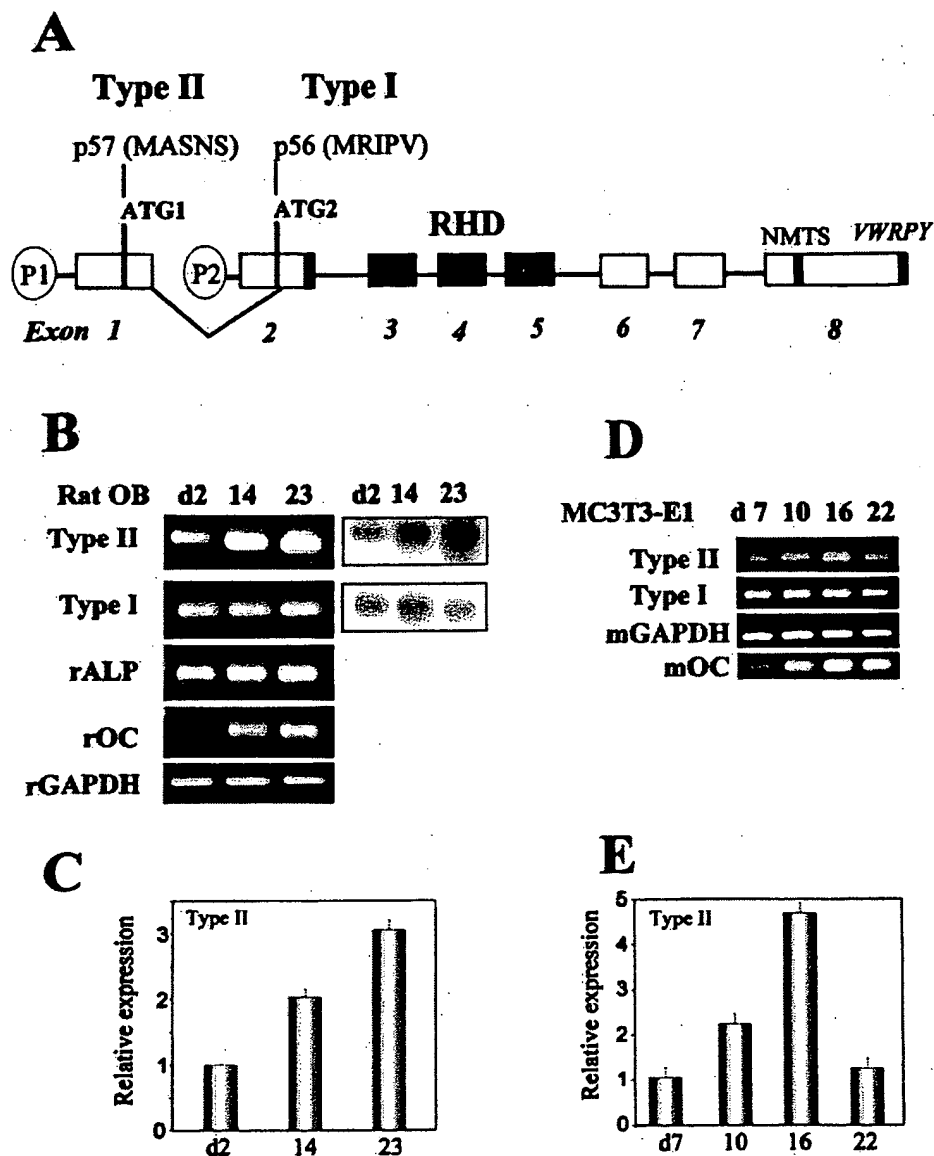 A
Type II Type I
p57 (MASNS) p56 (MRIPV)
ATG1 ATG2 RHD NMTS VWRPY
P1 P2
Exon 1 2 3 4 5 6 7 8
B
Rat OB d2 14 23 d2 14 23
Type II
Type I
rALP
rOC
rGAPDH
D
MC3T3-E1 d 7 10 16 22
Type II
Type I
mGAPDH
mOC
C
Relative expression
Type II
3
2
1
0
d2 14 23
E
Relative expression
Type II
5
4
2
1
0
d7 10 16 22